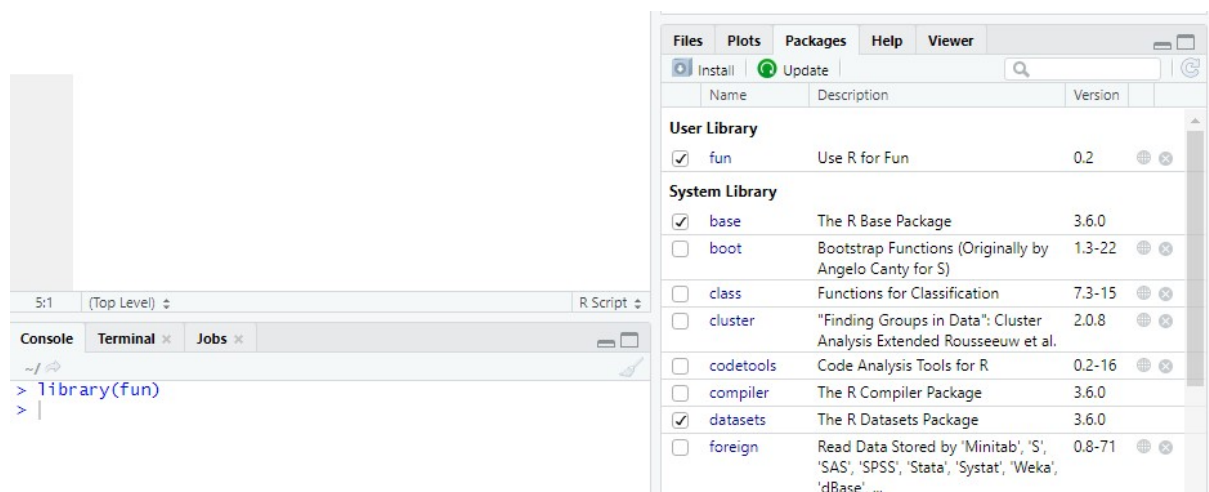 5:1 (Top Level) R Script
Console Terminal Jobs
~/
> library(fun)
>
Files Plots Packages Help Viewer
Install Update
Name Description Version
User Library
fun Use R for Fun 0.2
System Library
base The R Base Package 3.6.0
boot Bootstrap Functions (Originally by 1.3-22
Angelo Canty for S)
class Functions for Classification 7.3-15
cluster "Finding Groups in Data": Cluster 2.0.8
Analysis Extended Rousseeuw et al.
codetools Code Analysis Tools for R 0.2-16
compiler The R Compiler Package 3.6.0
datasets The R Datasets Package 3.6.0
foreign Read Data Stored by 'Minitab', 'S', 0.8-71
'SAS', 'SPSS', 'Stata', 'Systat', 'Weka',
'dBase', ...